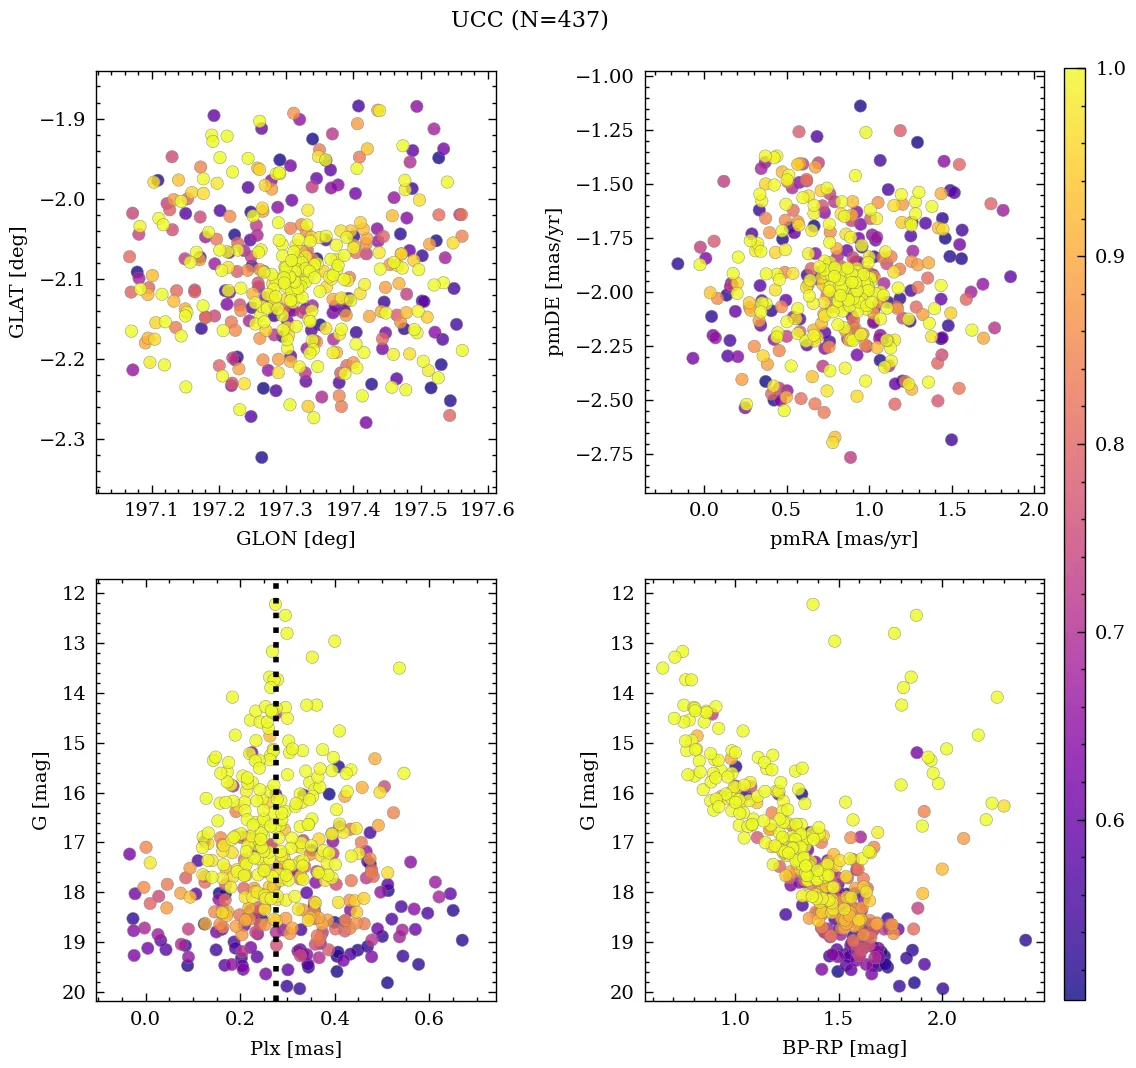 UCC (N=437)
−1.9
−2.0
−2.1
−2.2
−2.3
GLAT [deg]
197.1 197.2 197.3 197.4 197.5 197.6
GLON [deg]
−1.00
−1.25
−1.50
−1.75
−2.00
−2.25
−2.50
−2.75
pmDE [mas/yr]
0.0 0.5 1.0 1.5 2.0
pmRA [mas/yr]
12
13
14
15
16
17
18
19
20
G [mag]
0.0 0.2 0.4 0.6
Plx [mas]
12
13
14
15
16
17
18
19
20
G [mag]
1.0 1.5 2.0
BP-RP [mag]
1.0
0.9
0.8
0.7
0.6